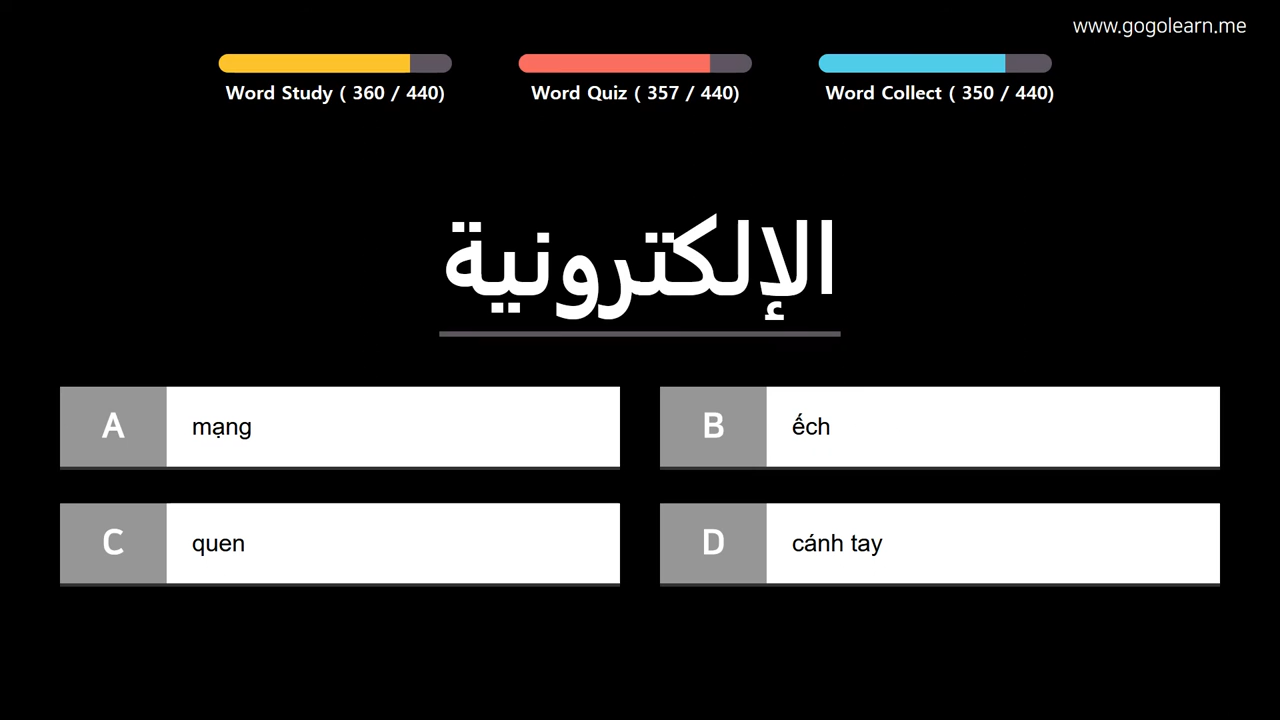 www.gogolearn.me
Word Study ( 360 / 440)
Word Quiz ( 357 / 440)
Word Collect ( 350 / 440)
الإلكترونية
A mạng
B ếch
C quen
D cánh tay